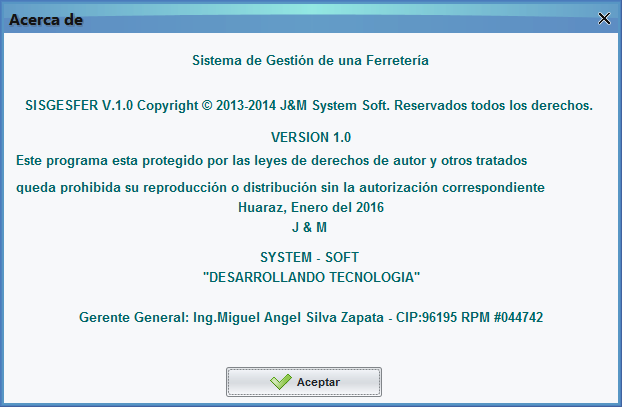 Acerca de
Sistema de Gestión de una Ferretería
SISGESFER V.1.0 Copyright © 2013-2014 J&M System Soft. Reservados todos los derechos.
VERSION 1.0
Este programa esta protegido por las leyes de derechos de autor y otros tratados
queda prohibida su reproducción o distribución sin la autorización correspondiente
Huaraz, Enero del 2016
J & M
SYSTEM - SOFT
"DESARROLLANDO TECNOLOGIA"
Gerente General: Ing.Miguel Angel Silva Zapata - CIP:96195 RPM #044742
Aceptar